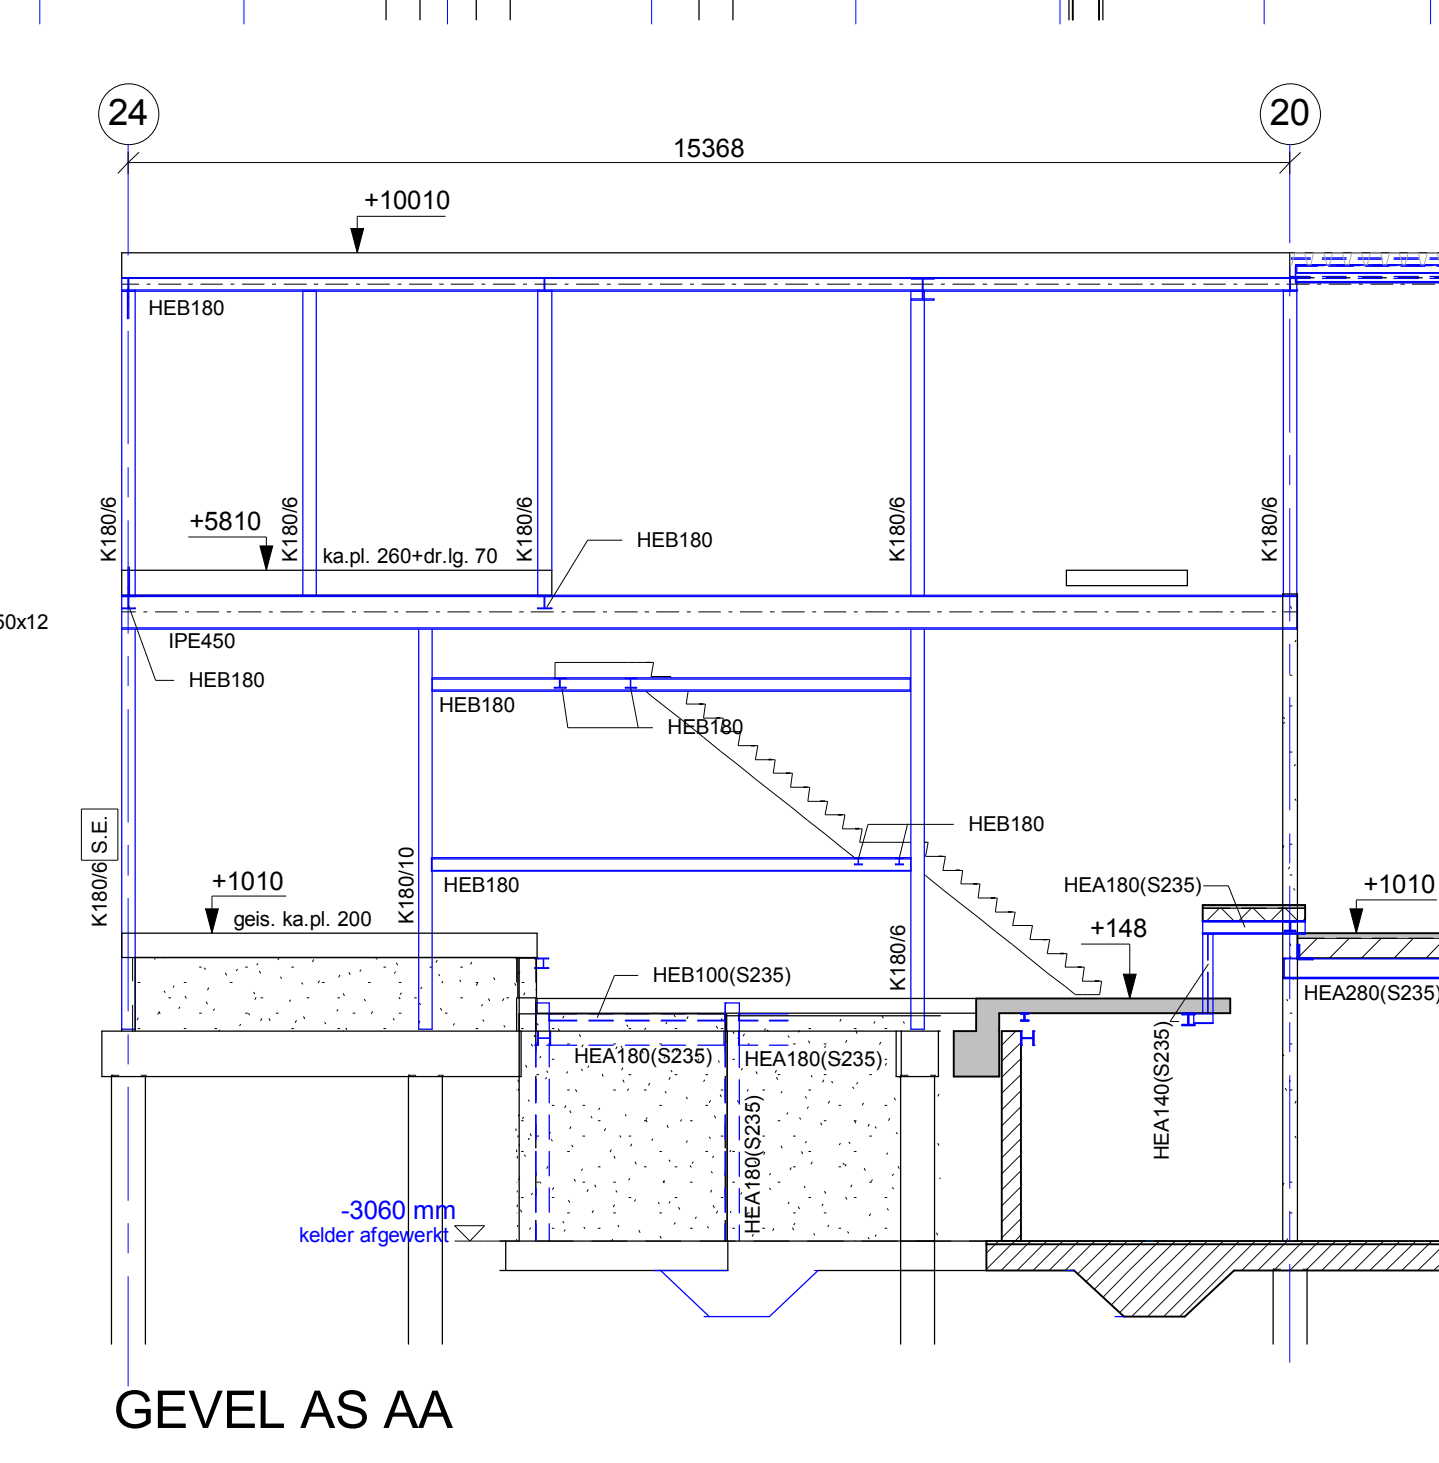 24
20
15368
+10010
HEB180
K180/6
K180/6
K180/6
K180/6
K180/6
+5810
ka.pl. 260+dr.lg. 70
HEB180
50x12
IPE450
HEB180
HEB180
HEB180
HEB180
S.E.
K180/6
K180/10
HEB180
HEA180(S235)
+1010
+1010
geis. ka.pl. 200
+148
K180/6
HEB100(S235)
HEA280(S235)
HEA180(S235)
HEA180(S235)
HEA140(S235)
HEA180(S235)
-3060 mm
kelder afgewerkt
GEVEL AS AA